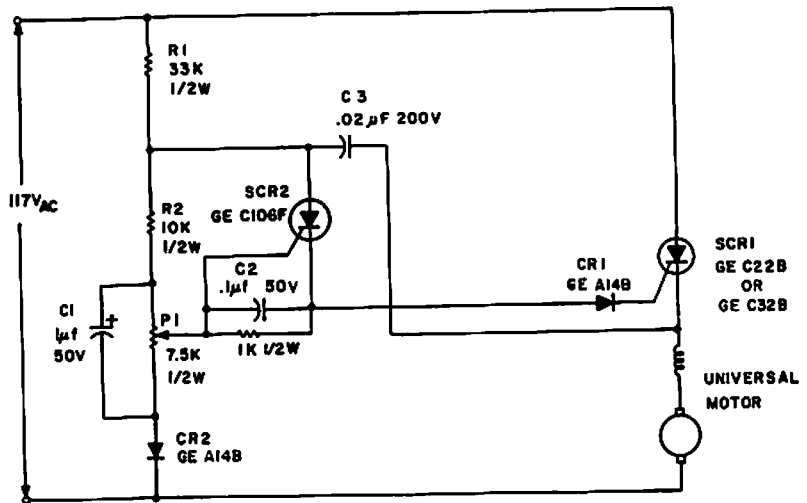 R1
33K
1/2W
C3
.02µF 200V
117VAC
R2
10K
1/2W
SCR2
GE C106F
C1
1µf
50V
P1
7.5K
1/2W
C2
.1µf 50V
1K 1/2W
CR1
GE A14B
SCR1
GE C22B
OR
GE C32B
UNIVERSAL
MOTOR
CR2
GE A14B